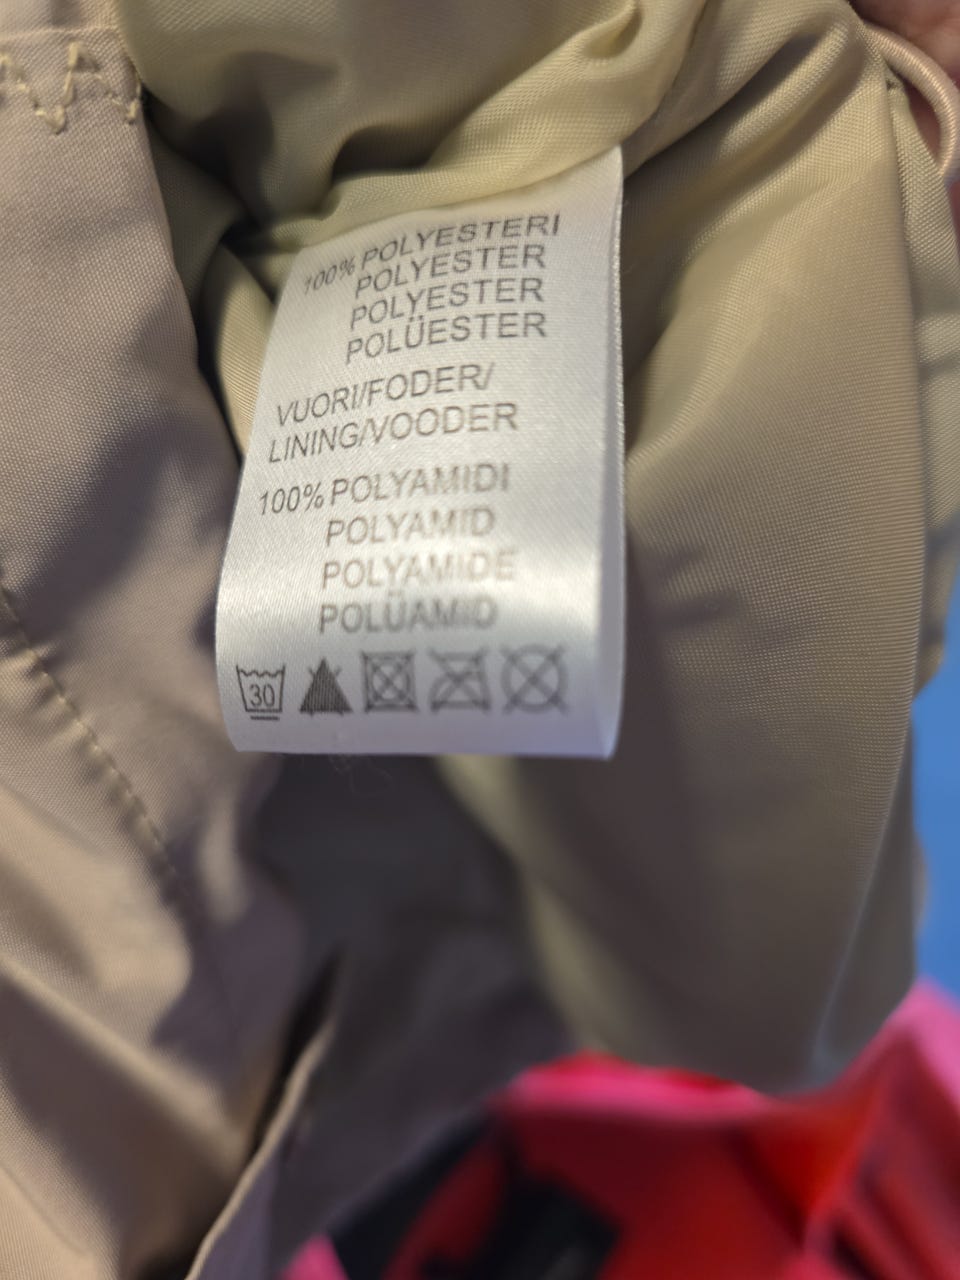 100% POLYESTERI
POLYESTER
POLYESTER
POLÜESTER
VUORI/FODER/
LINING/VOODER
100% POLYAMIDI
POLYAMID
POLYAMIDE
POLÜAMID
30